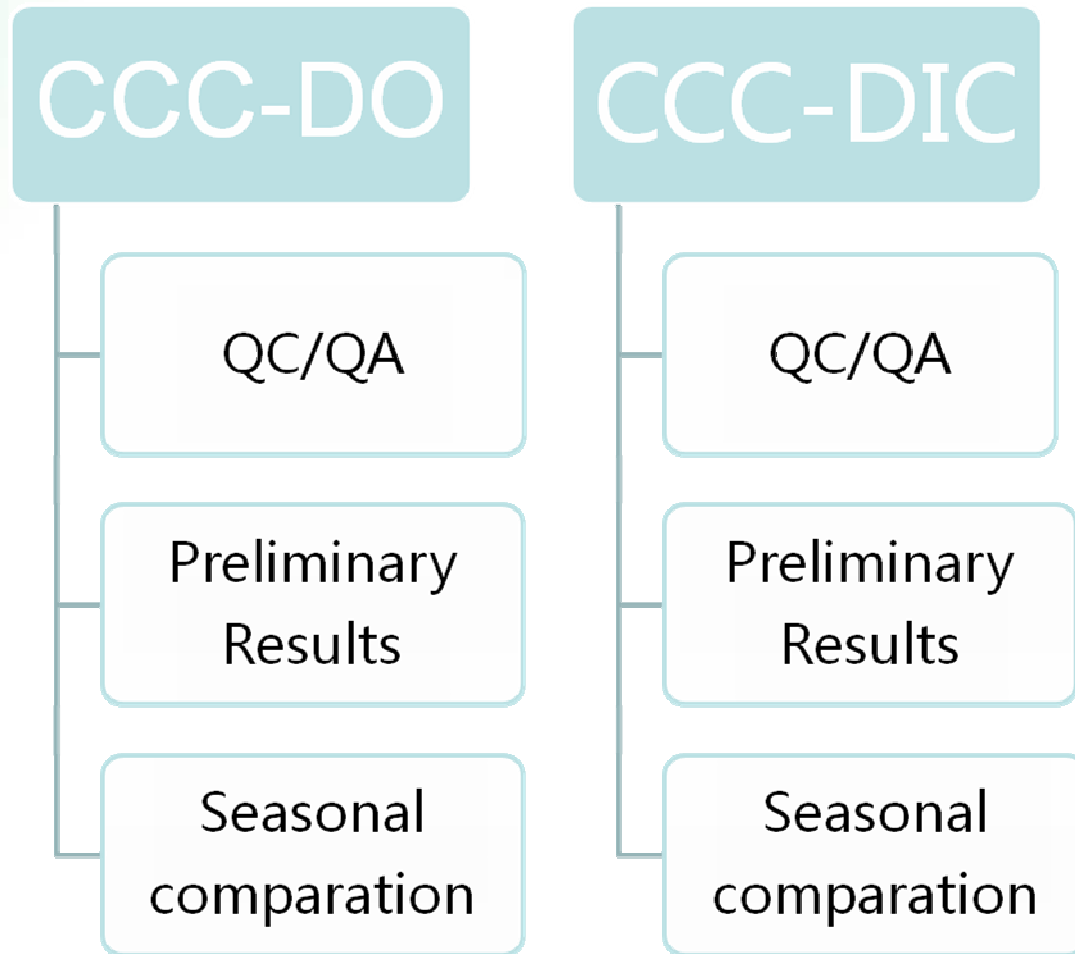 CCC-DO
QC/QA
Preliminary
Results
Seasonal
comparation
CCC-DIC
QC/QA
Preliminary
Results
Seasonal
comparation